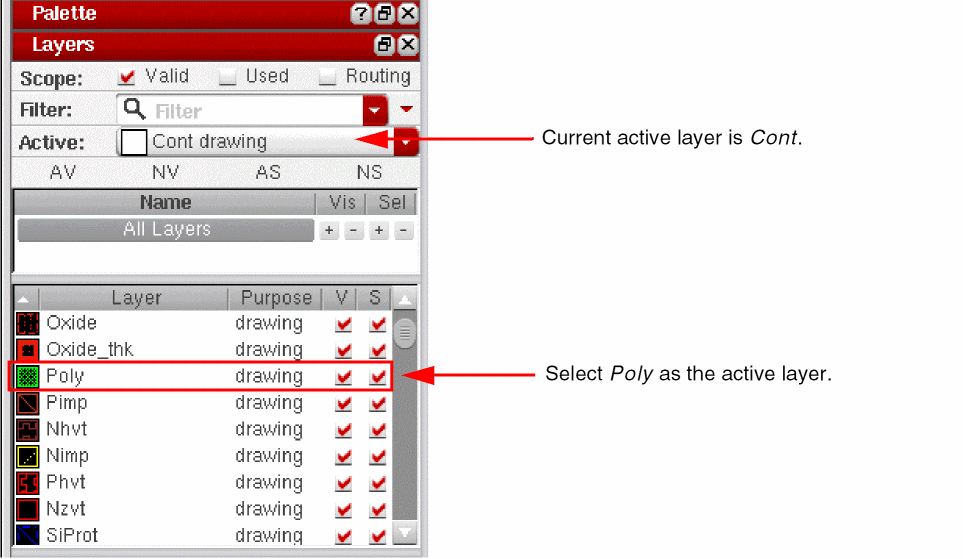 Palette
Layers
Scope: Valid Used Routing
Filter: Filter
Active: Cont drawing
Current active layer is Cont.
AV NV AS NS
Name Vis Sel
All Layers + - + -
Layer Purpose V S
Oxide drawing
Oxide_thk drawing
Poly drawing
Select Poly as the active layer.
Pimp drawing
Nhvt drawing
Nimp drawing
Phvt drawing
Nzvt drawing
SiProt drawing